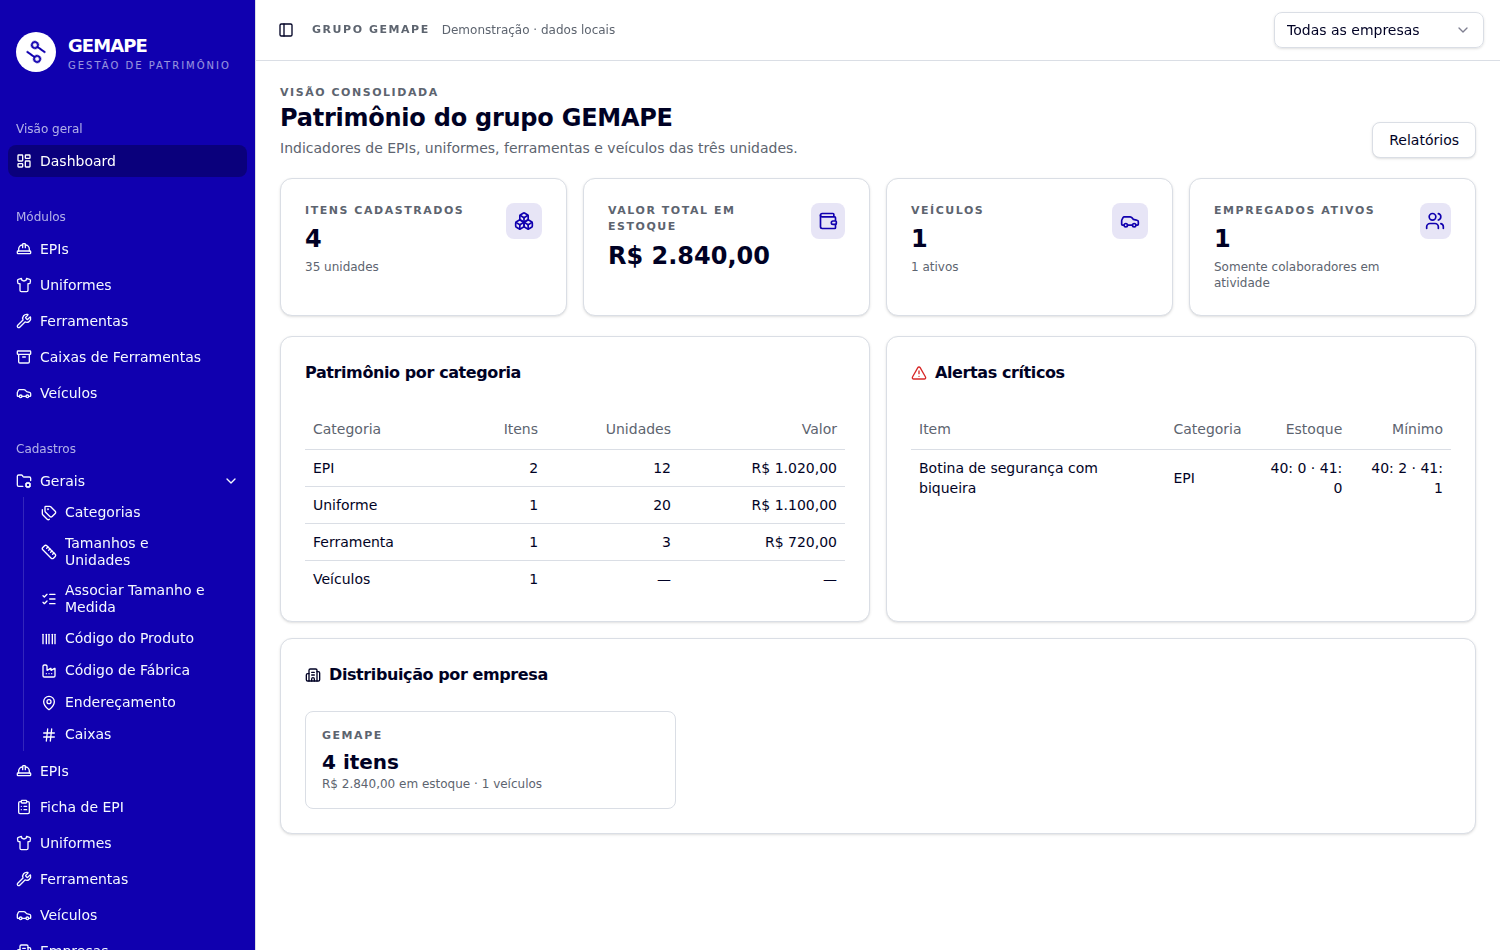 GEMAPE
GESTÃO DE PATRIMÔNIO
Visão geral
Dashboard
Módulos
EPIs
Uniformes
Ferramentas
Caixas de Ferramentas
Veículos
Cadastros
Gerais
Categorias
Tamanhos e
Unidades
Associar Tamanho e
Medida
Código do Produto
Código de Fábrica
Endereçamento
Caixas
EPIs
Ficha de EPI
Uniformes
Ferramentas
Veículos
Empresas
GRUPO GEMAPE Demonstração · dados locais
Todas as empresas
VISÃO CONSOLIDADA
Patrimônio do grupo GEMAPE
Indicadores de EPIs, uniformes, ferramentas e veículos das três unidades.
Relatórios
ITENS CADASTRADOS
4
35 unidades
VALOR TOTAL EM
ESTOQUE
R$ 2.840,00
VEÍCULOS
1
1 ativos
EMPREGADOS ATIVOS
1
Somente colaboradores em
atividade
Patrimônio por categoria
Categoria Itens Unidades Valor
EPI 2 12 R$ 1.020,00
Uniforme 1 20 R$ 1.100,00
Ferramenta 1 3 R$ 720,00
Veículos 1 — —
Alertas críticos
Item Categoria Estoque Mínimo
Botina de segurança com
biqueira
EPI
40: 0 · 41:
0
40: 2 · 41:
1
Distribuição por empresa
GEMAPE
4 itens
R$ 2.840,00 em estoque · 1 veículos